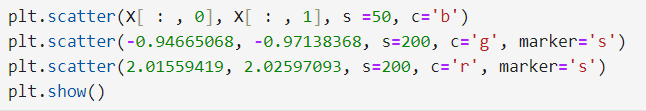 plt.scatter(X[ : , 0], X[ : , 1], s =50, c='b')
plt.scatter(-0.94665068, -0.97138368, s=200, c='g', marker='s')
plt.scatter(2.01559419, 2.02597093, s=200, c='r', marker='s')
plt.show()